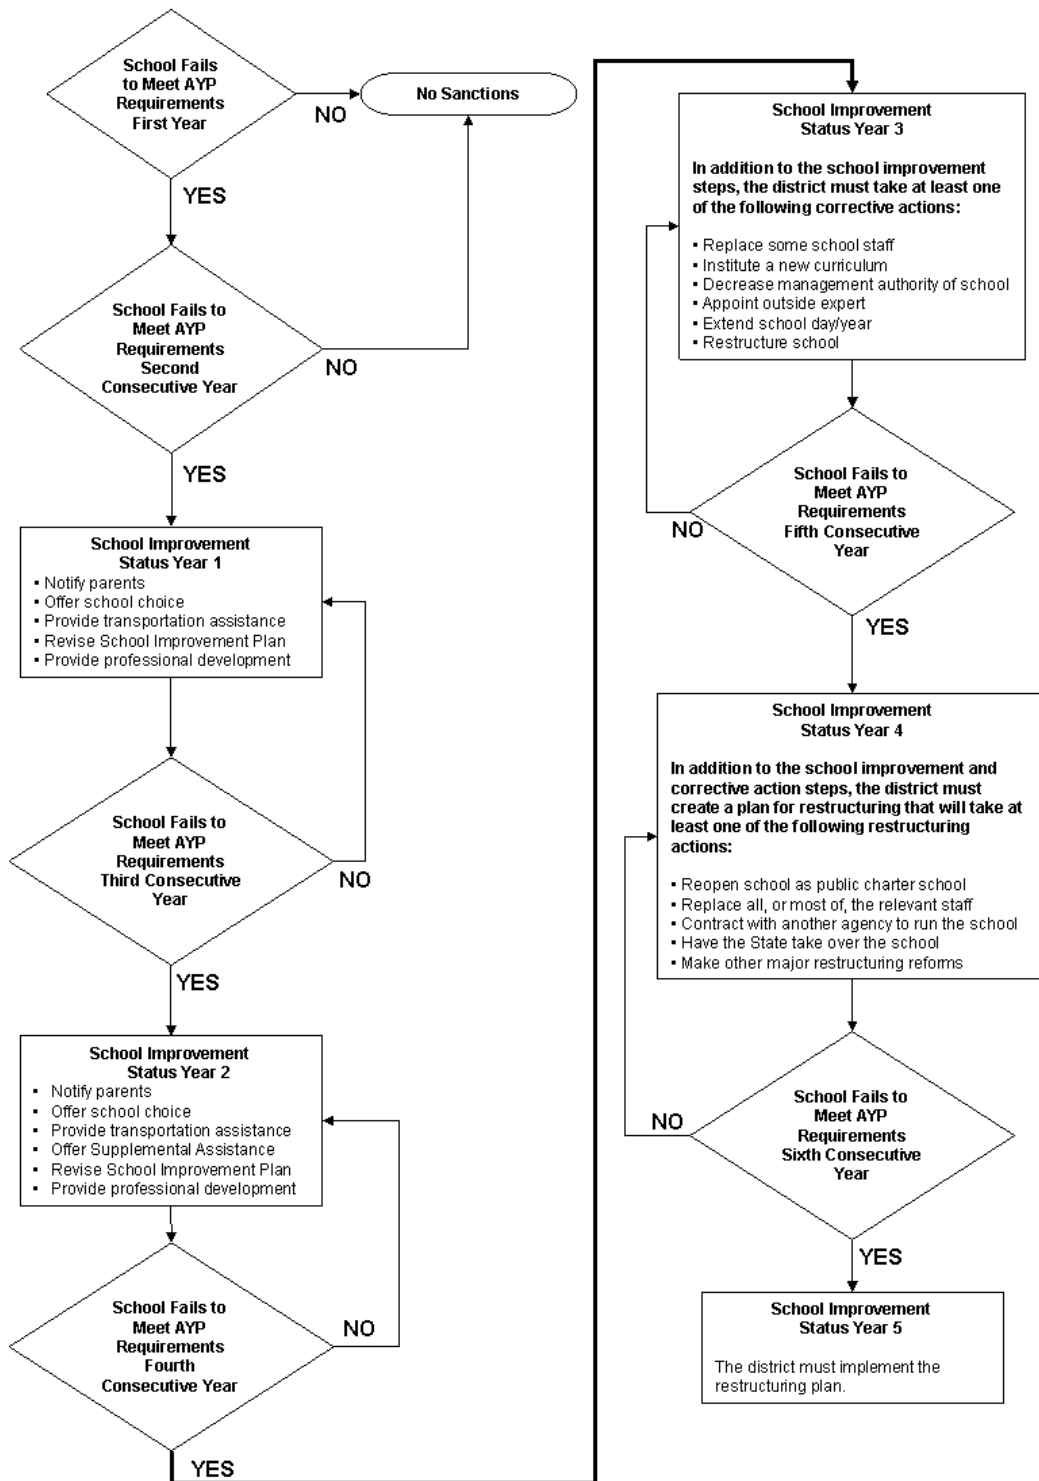 School Fails
to Meet AYP
Requirements
First Year
NO
No Sanctions
YES
School Fails to
Meet AYP
Requirements
Second
Consecutive Year
NO
YES
School Improvement
Status Year 1
▪ Notify parents
▪ Offer school choice
▪ Provide transportation assistance
▪ Revise School Improvement Plan
▪ Provide professional development
School Fails to
Meet AYP
Requirements
Third Consecutive
Year
NO
YES
School Improvement
Status Year 2
▪ Notify parents
▪ Offer school choice
▪ Provide transportation assistance
▪ Offer Supplemental Assistance
▪ Revise School Improvement Plan
▪ Provide professional development
School Fails to
Meet AYP
Requirements
Fourth
Consecutive Year
NO
YES
School Improvement
Status Year 3
In addition to the school improvement
steps, the district must take at least one
of the following corrective actions:
▪ Replace some school staff
▪ Institute a new curriculum
▪ Decrease management authority of school
▪ Appoint outside expert
▪ Extend school day/year
▪ Restructure school
School Fails to
Meet AYP
Requirements
Fifth Consecutive
Year
NO
YES
School Improvement
Status Year 4
In addition to the school improvement and
corrective action steps, the district must
create a plan for restructuring that will take at
least one of the following restructuring
actions:
▪ Reopen school as public charter school
▪ Replace all, or most of, the relevant staff
▪ Contract with another agency to run the school
▪ Have the State take over the school
▪ Make other major restructuring reforms
School Fails to
Meet AYP
Requirements
Sixth Consecutive
Year
NO
YES
School Improvement
Status Year 5
The district must implement the
restructuring plan.